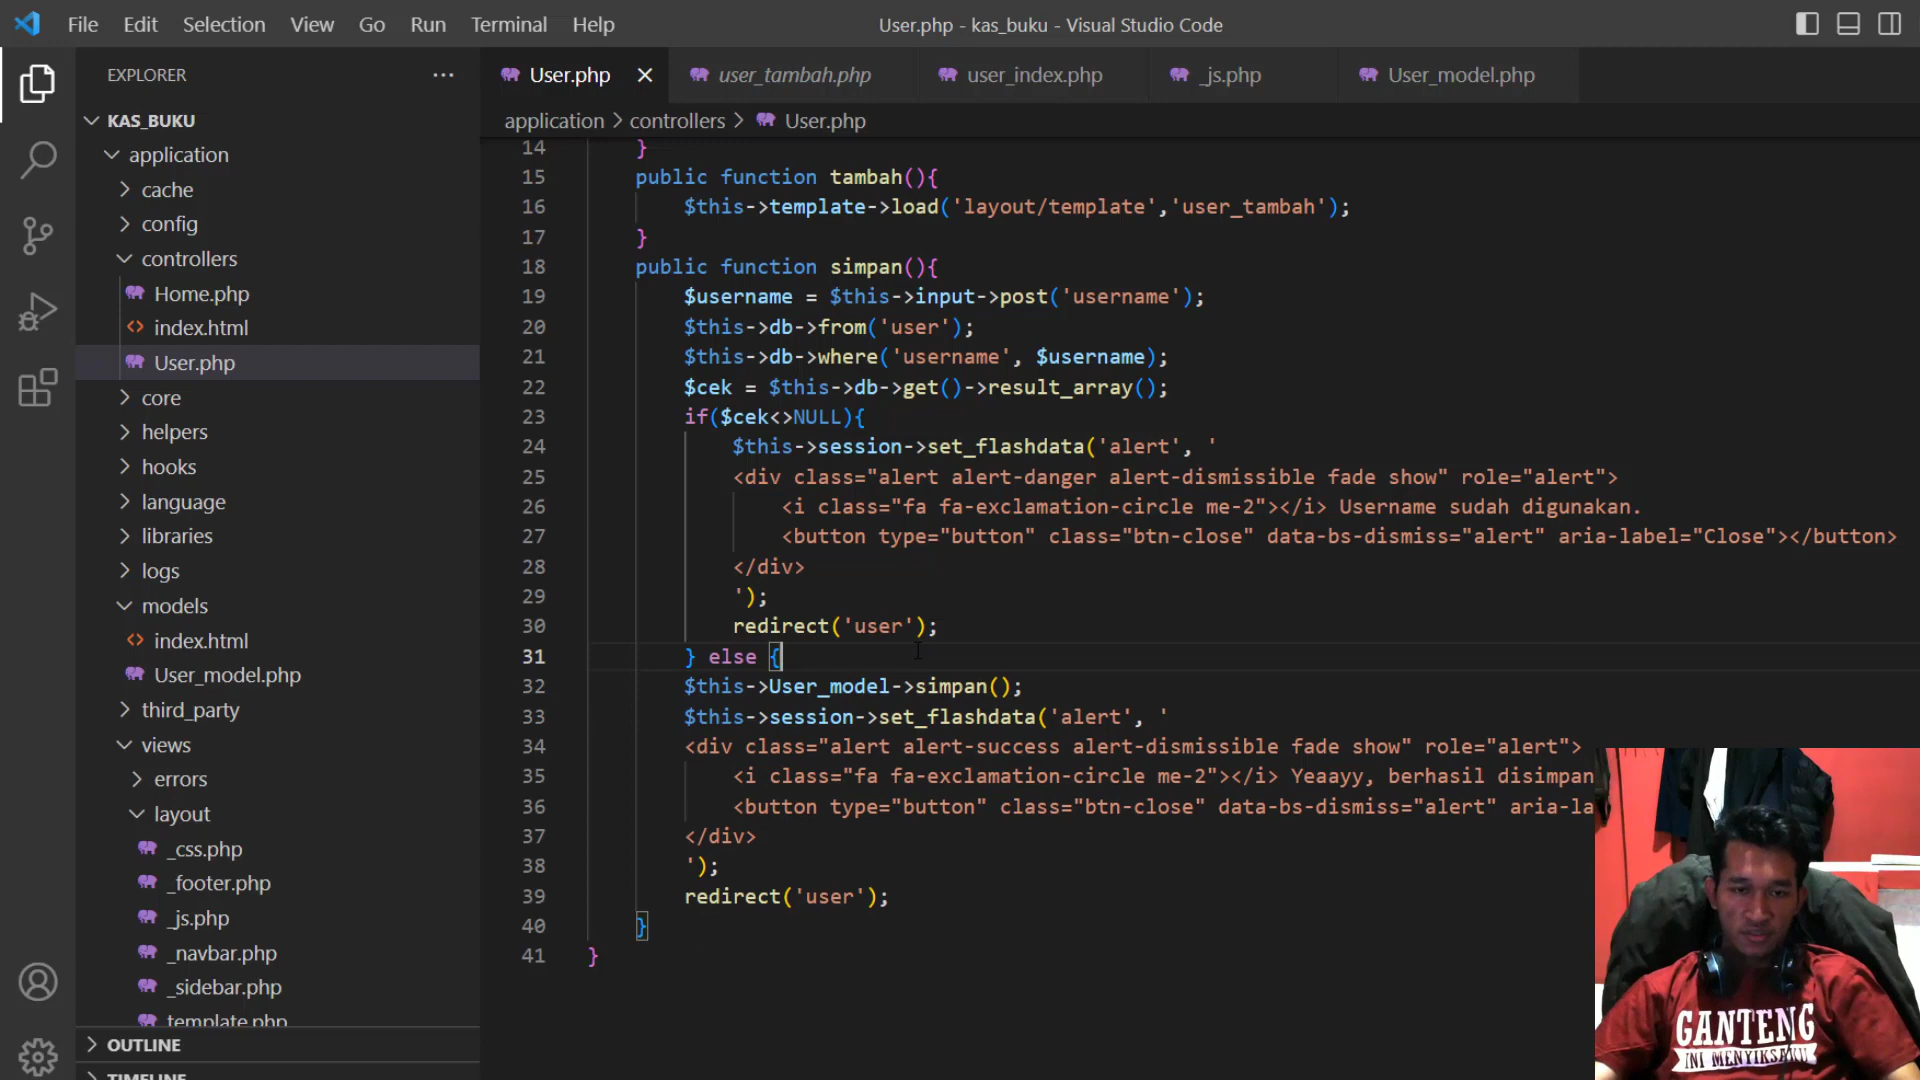 File Edit Selection View Go Run Terminal Help
User.php - kas_buku - Visual Studio Code
EXPLORER
User.php
user_tambah.php
user_index.php
_js.php
User_model.php
application > controllers > User.php
KAS_BUKU
application
cache
config
controllers
Home.php
index.html
User.php
core
helpers
hooks
language
libraries
logs
models
index.html
User_model.php
third_party
views
errors
layout
_css.php
_footer.php
_js.php
_navbar.php
_sidebar.php
template.php
OUTLINE
TIMELINE
14 }
15 public function tambah(){
16 $this->template->load('layout/template','user_tambah');
17 }
18 public function simpan(){
19 $username = $this->input->post('username');
20 $this->db->from('user');
21 $this->db->where('username', $username);
22 $cek = $this->db->get()->result_array();
23 if($cek<>NULL){
24 $this->session->set_flashdata('alert', '
25 <div class="alert alert-danger alert-dismissible fade show" role="alert">
26 <i class="fa fa-exclamation-circle me-2"></i> Username sudah digunakan.
27 <button type="button" class="btn-close" data-bs-dismiss="alert" aria-label="Close"></button>
28 </div>
29 ');
30 redirect('user');
31 } else {
32 $this->User_model->simpan();
33 $this->session->set_flashdata('alert', '
34 <div class="alert alert-success alert-dismissible fade show" role="alert">
35 <i class="fa fa-exclamation-circle me-2"></i> Yeaayy, berhasil disimpan
36 <button type="button" class="btn-close" data-bs-dismiss="alert" aria-la
37 </div>
38 ');
39 redirect('user');
40 }
41 }
GANTENG
INI MENYIKSAKU